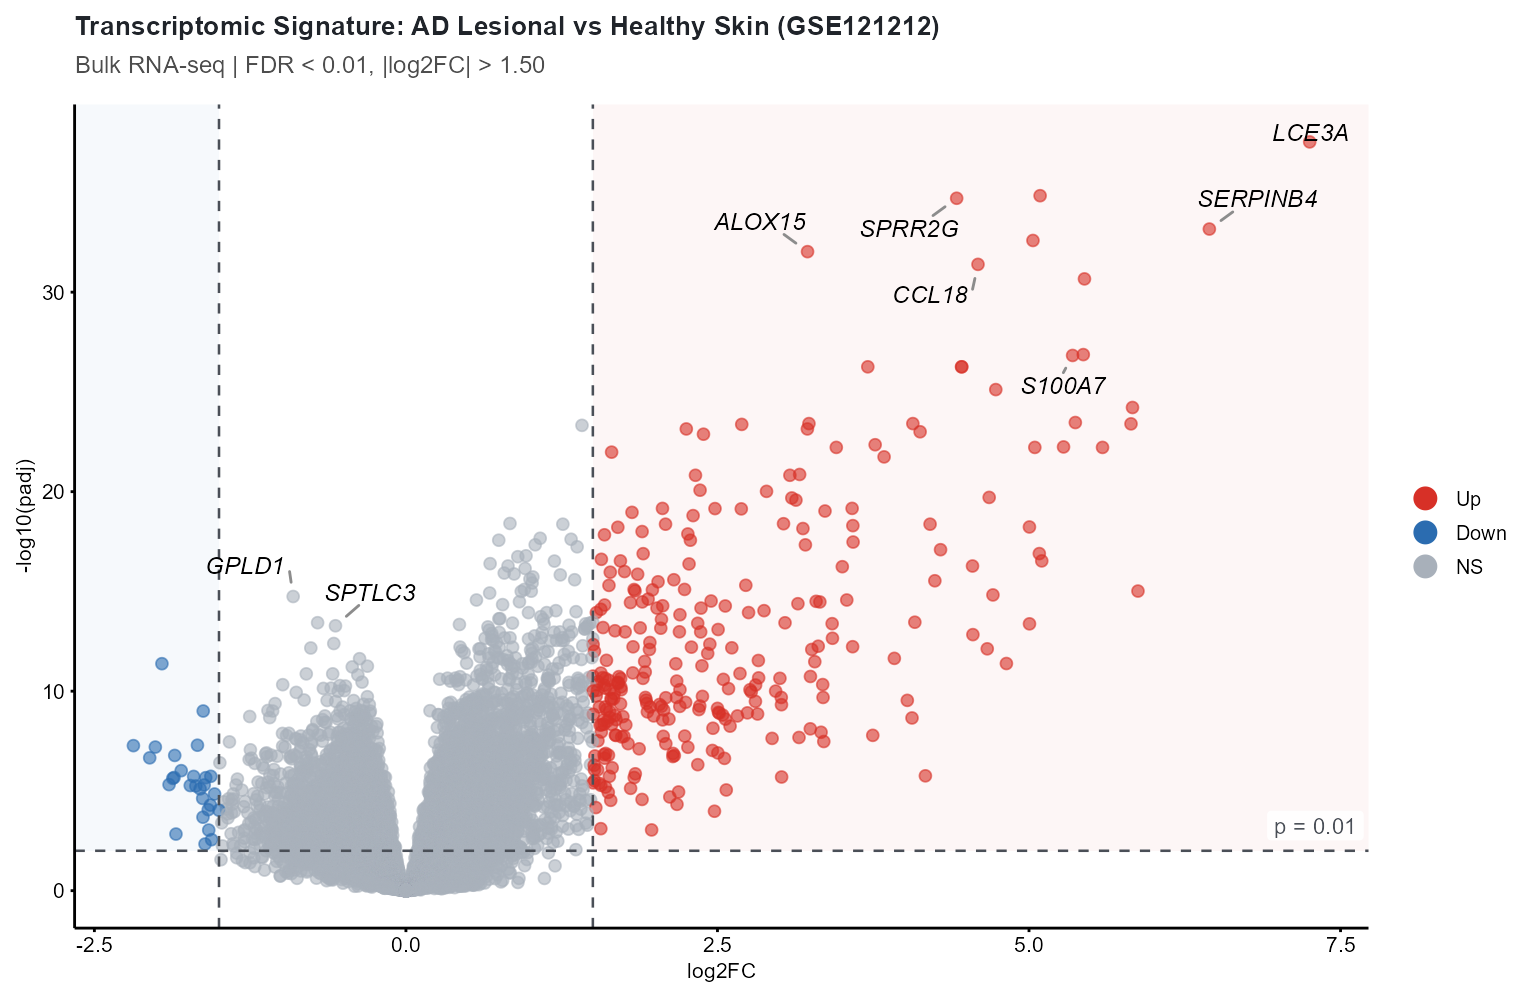 Transcriptomic Signature: AD Lesional vs Healthy Skin (GSE121212)
Bulk RNA-seq | FDR < 0.01, |log2FC| > 1.50
LCE3A
SERPINB4
ALOX15
SPRR2G
CCL18
30
S100A7
-log10(padj)
20
Up
Down
NS
GPLD1
SPTLC3
10
p = 0.01
0
-2.5
0.0
2.5
5.0
7.5
log2FC